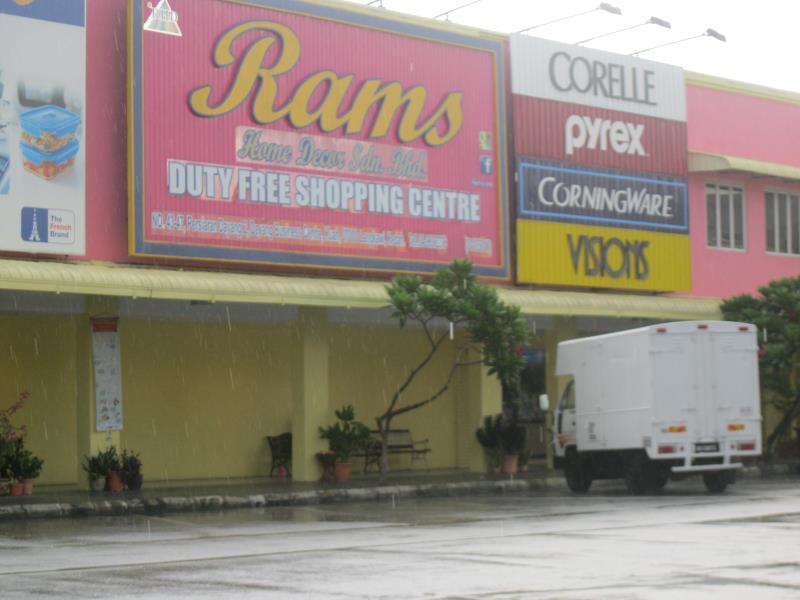 The
French
Brand
Rams
Home Decor Sdn. Bhd.
DUTY FREE SHOPPING CENTRE
CORELLE
pyrex
CORNINGWARE
VISIONS